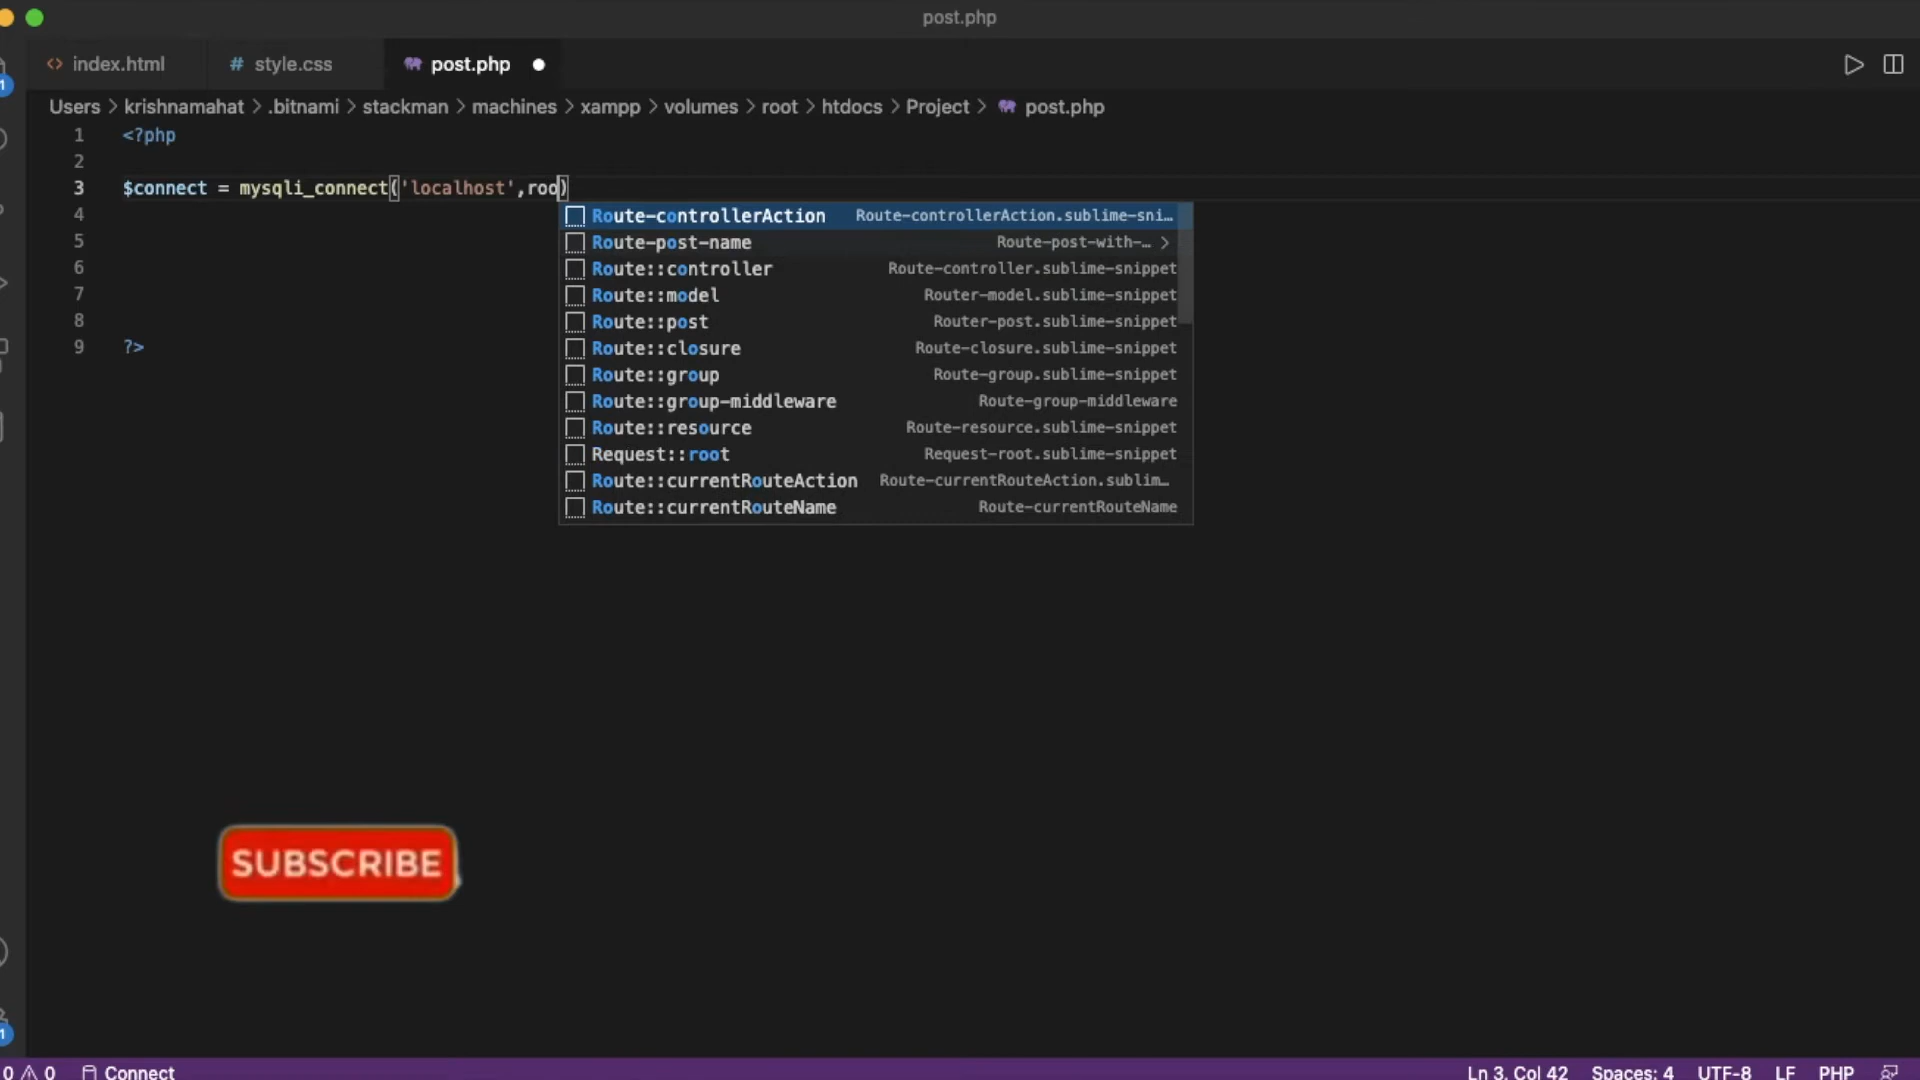 post.php
index.html
# style.css
post.php
Users > krishnamahat > .bitnami > stackman > machines > xampp > volumes > root > htdocs > Project > post.php
1 <?php
2
3 $connect = mysqli_connect('localhost',roo)
4
5
6
7
8
9 ?>
Route-controllerAction Route-controllerAction.sublime-sni…
Route-post-name Route-post-with-… >
Route::controller Route-controller.sublime-snippet
Route::model Router-model.sublime-snippet
Route::post Router-post.sublime-snippet
Route::closure Route-closure.sublime-snippet
Route::group Route-group.sublime-snippet
Route::group-middleware Route-group-middleware
Route::resource Route-resource.sublime-snippet
Request::root Request-root.sublime-snippet
Route::currentRouteAction Route-currentRouteAction.sublim…
Route::currentRouteName Route-currentRouteName
SUBSCRIBE
1
1
0 0 Connect Ln 3, Col 42 Spaces: 4 UTF-8 LF PHP